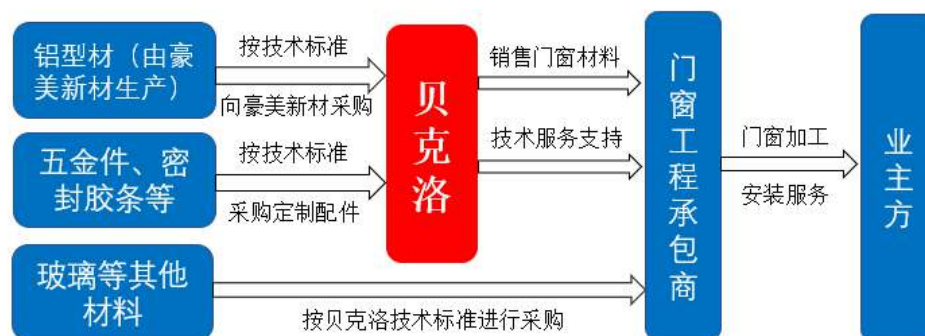 铝型材（由豪
美新材生产）
按技术标准
向豪美新材采购
五金件、密
封胶条等
按技术标准
采购定制配件
玻璃等其他
材料
按贝克洛技术标准进行采购
贝克洛
销售门窗材料
技术服务支持
门窗工程承包商
门窗加工
安装服务
业主方